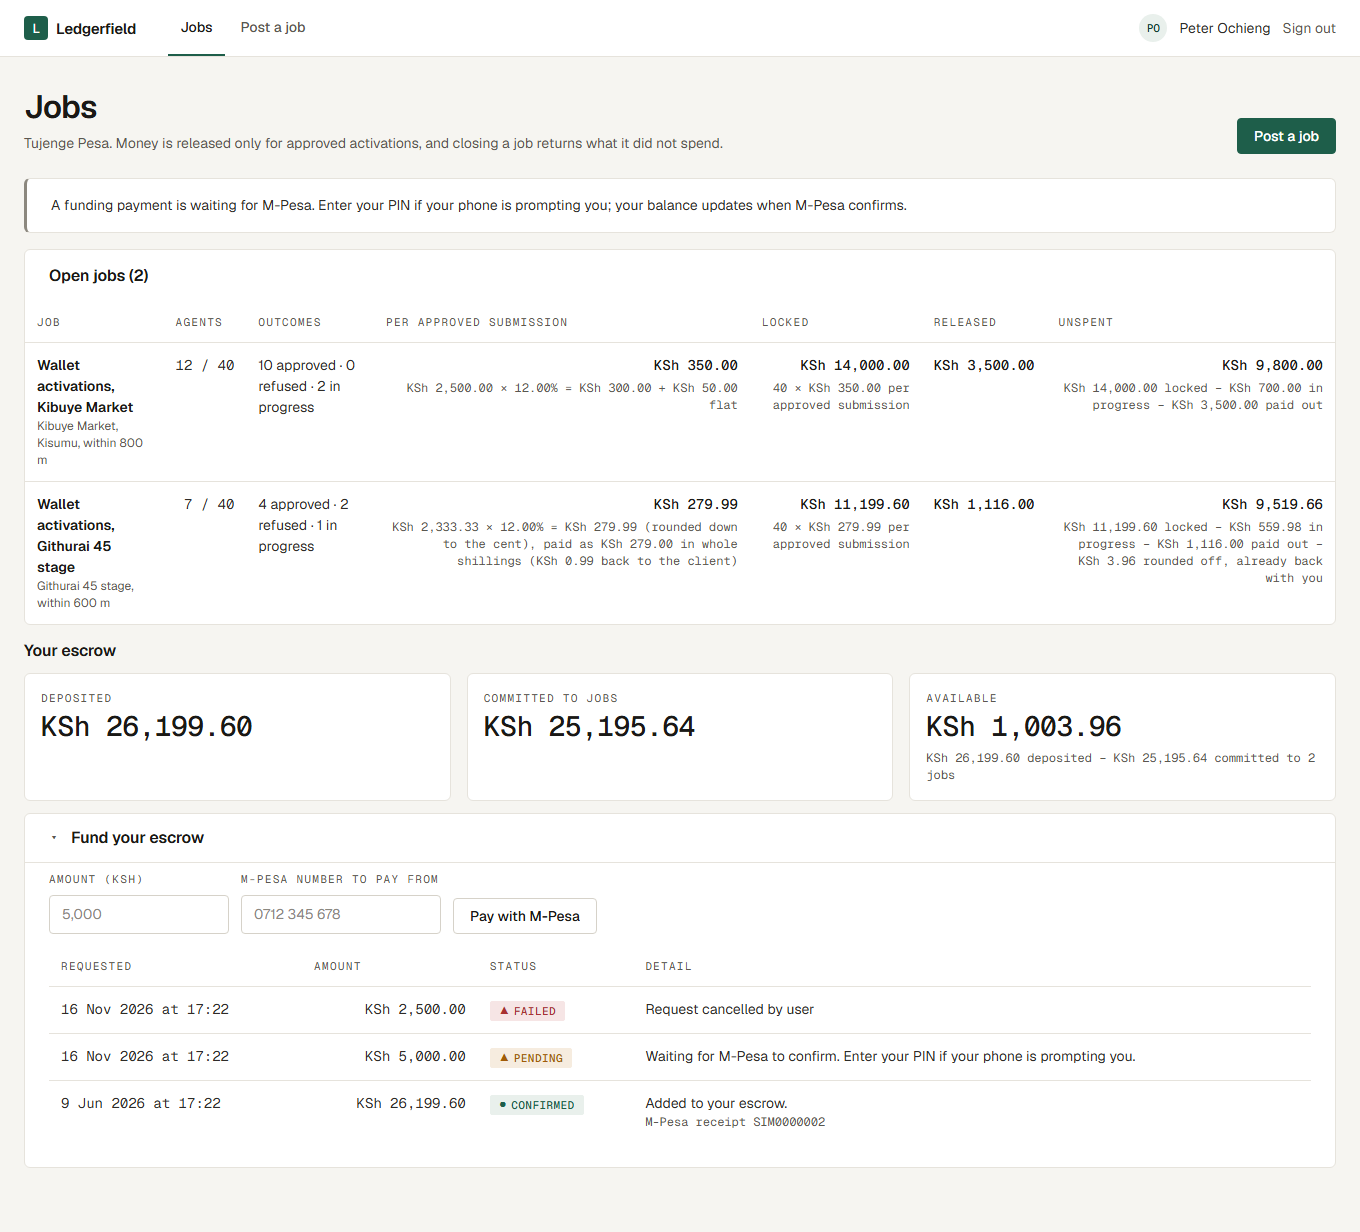 L Ledgerfield Jobs Post a job PO Peter Ochieng Sign out
Jobs
Tujenge Pesa. Money is released only for approved activations, and closing a job returns what it did not spend.
Post a job
A funding payment is waiting for M-Pesa. Enter your PIN if your phone is prompting you; your balance updates when M-Pesa confirms.
Open jobs (2)
JOB AGENTS OUTCOMES PER APPROVED SUBMISSION LOCKED RELEASED UNSPENT
Wallet
activations,
Kibuye Market
Kibuye Market,
Kisumu, within 800
m
12 / 40
10 approved · 0
refused · 2 in
progress
KSh 350.00
KSh 2,500.00 × 12.00% = KSh 300.00 + KSh 50.00
flat
KSh 14,000.00
40 × KSh 350.00 per
approved submission
KSh 3,500.00
KSh 9,800.00
KSh 14,000.00 locked – KSh 700.00 in
progress – KSh 3,500.00 paid out
Wallet
activations,
Githurai 45
stage
Githurai 45 stage,
within 600 m
7 / 40
4 approved · 2
refused · 1 in
progress
KSh 279.99
KSh 2,333.33 × 12.00% = KSh 279.99 (rounded down
to the cent), paid as KSh 279.00 in whole
shillings (KSh 0.99 back to the client)
KSh 11,199.60
40 × KSh 279.99 per
approved submission
KSh 1,116.00
KSh 9,519.66
KSh 11,199.60 locked – KSh 559.98 in
progress – KSh 1,116.00 paid out –
KSh 3.96 rounded off, already back
with you
Your escrow
DEPOSITED
KSh 26,199.60
COMMITTED TO JOBS
KSh 25,195.64
AVAILABLE
KSh 1,003.96
KSh 26,199.60 deposited – KSh 25,195.64 committed to 2
jobs
Fund your escrow
AMOUNT (KSH) M-PESA NUMBER TO PAY FROM
5,000 0712 345 678 Pay with M-Pesa
REQUESTED AMOUNT STATUS DETAIL
16 Nov 2026 at 17:22 KSh 2,500.00 FAILED Request cancelled by user
16 Nov 2026 at 17:22 KSh 5,000.00 PENDING Waiting for M-Pesa to confirm. Enter your PIN if your phone is prompting you.
9 Jun 2026 at 17:22 KSh 26,199.60 CONFIRMED Added to your escrow.
M-Pesa receipt SIM0000002